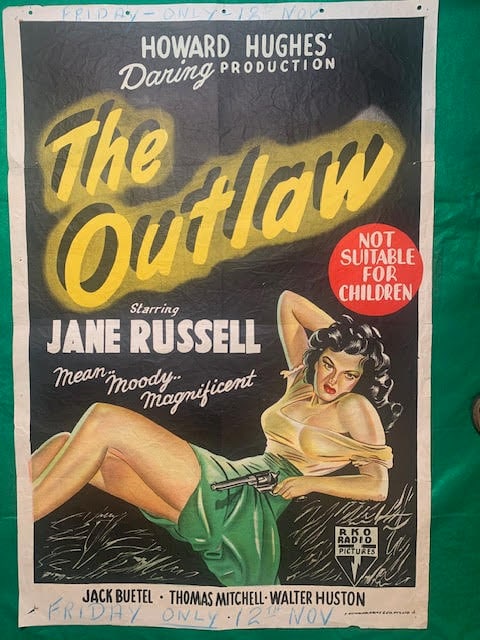 FRIDAY - ONLY - 12 NOV
HOWARD HUGHES'
Daring PRODUCTION
The
Outlaw
NOT
SUITABLE
FOR
CHILDREN
Starring
JANE RUSSELL
Mean.. Moody..
Magnificent
RKO
RADIO
PICTURES
JACK BUETEL · THOMAS MITCHELL · WALTER HUSTON
FRIDAY ONLY 12TH NOV